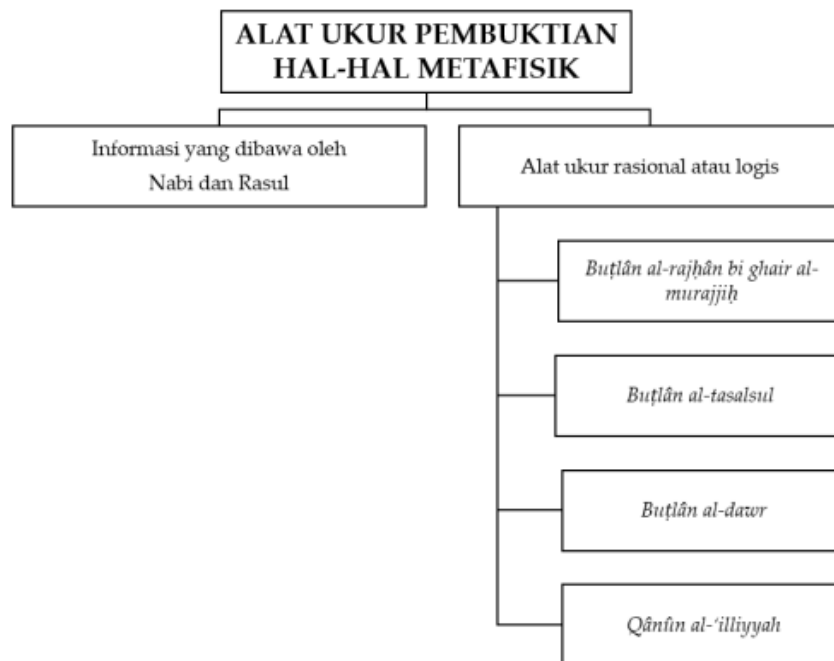 ALAT UKUR PEMBUKTIAN
HAL-HAL METAFISIK
Informasi yang dibawa oleh
Nabi dan Rasul
Alat ukur rasional atau logis
Buṭlân al-rajḥân bi ghair al-
murajjiḥ
Buṭlân al-tasalsul
Buṭlân al-dawr
Qânûn al-‘illiyyah